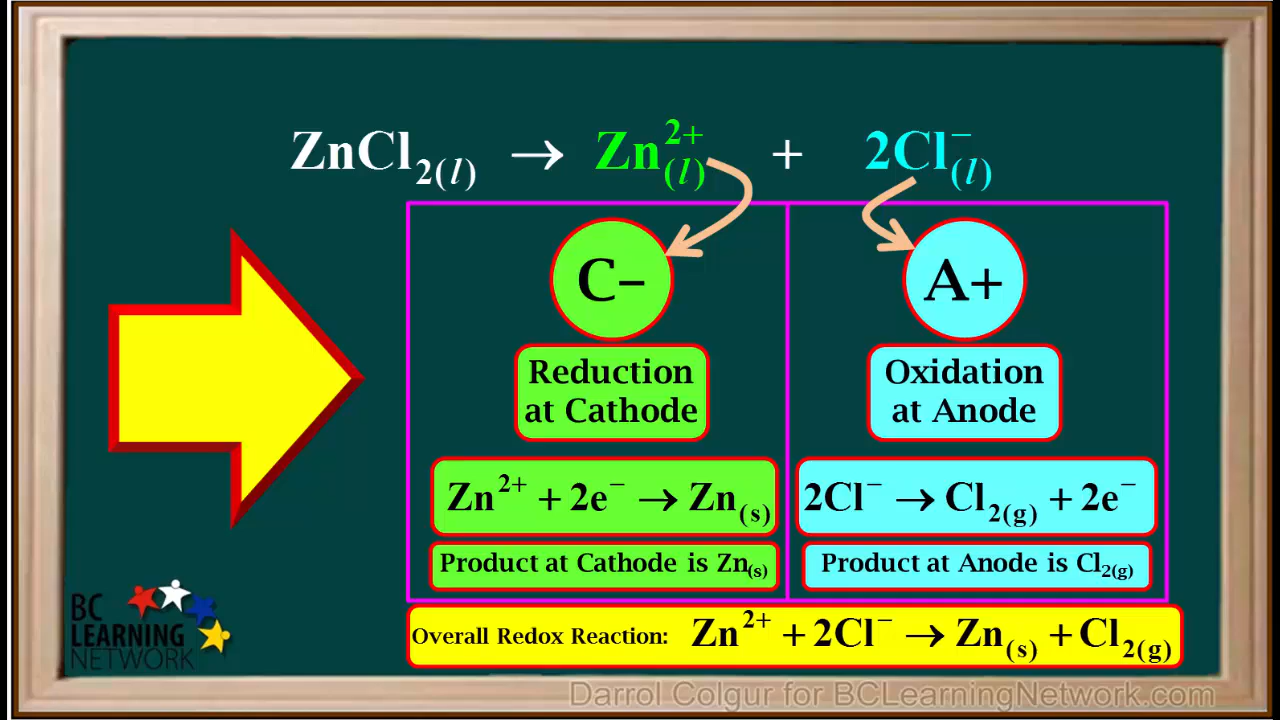 ZnCl₂(l) → Zn²⁺(l) + 2Cl⁻(l)
C– A+
Reduction
at Cathode
Oxidation
at Anode
Zn²⁺ + 2e⁻ → Zn(s)
2Cl⁻ → Cl₂(g) + 2e⁻
Product at Cathode is Zn(s)
Product at Anode is Cl₂(g)
Overall Redox Reaction: Zn²⁺ + 2Cl⁻ → Zn(s) + Cl₂(g)
BC
LEARNING
NETWORK
Darrol Colgur for BCLearningNetwork.com